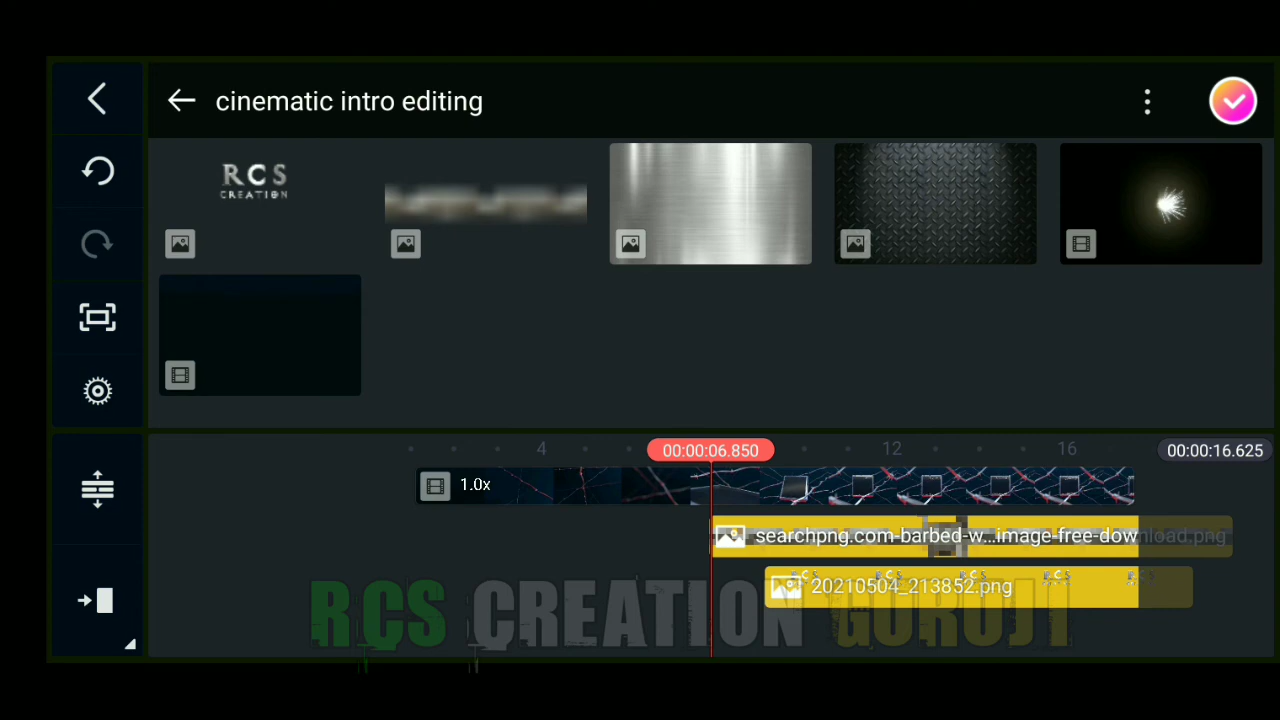 cinematic intro editing
RCS
CREATION
4
00:00:06.850
12
16
00:00:16.625
1.0x
searchpng.com-barbed-w...image-free-download.png
20210504_213852.png
RCS CREATION GURUJI